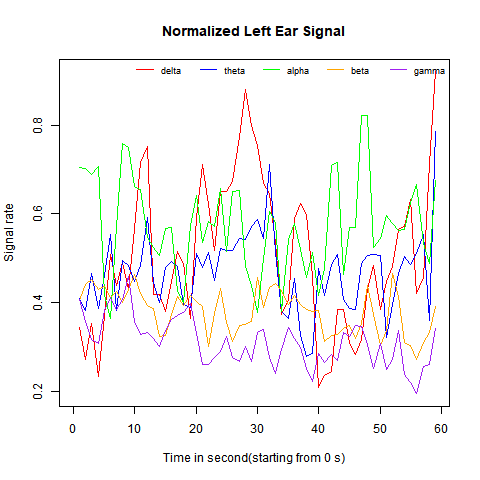 Normalized Left Ear Signal
delta theta alpha beta gamma
Signal rate
0.8
0.6
0.4
0.2
0 10 20 30 40 50 60
Time in second(starting from 0 s)